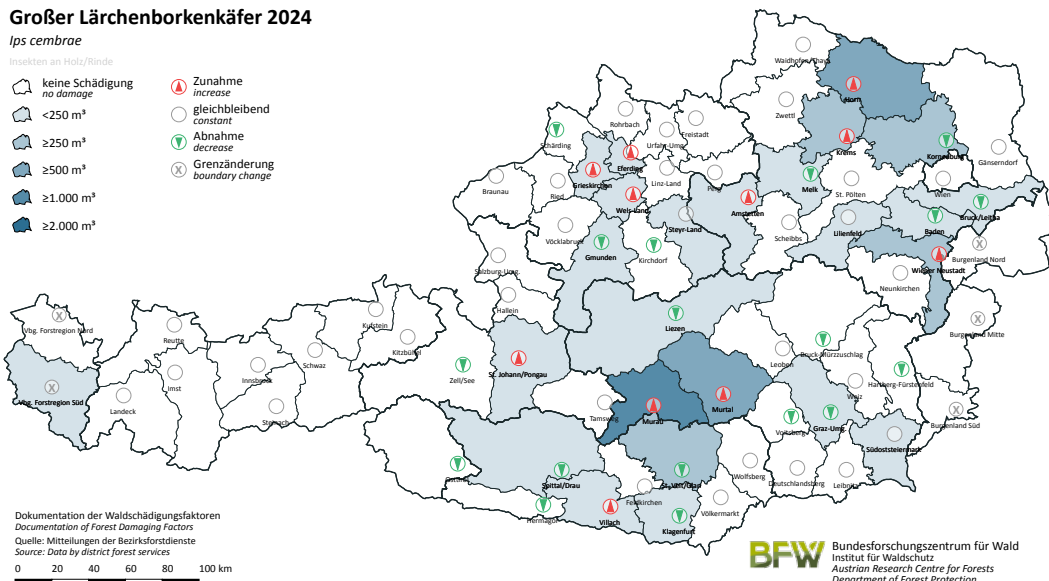 Großer Lärchenborkenkäfer 2024
Ips cembrae
Insekten an Holz/Rinde
keine Schädigung
no damage
<250 m³
≥250 m³
≥500 m³
≥1.000 m³
≥2.000 m³
Zunahme
increase
gleichbleibend
constant
Abnahme
decrease
Grenzänderung
boundary change
Waidhofen/Thaya
Horn
Zwettl
Krems
Korneuburg
Gänserndorf
Rohrbach
Freistadt
Schärding
Urfahr-Umg.
Eferding
Grieskirchen
Linz-Land
Perg
Melk
St. Pölten
Wien
Braunau
Ried
Wels-Land
Amstetten
Bruck/Leitha
Steyr-Land
Scheibbs
Lilienfeld
Baden
Vöcklabruck
Gmunden
Kirchdorf
Wiener Neustadt
Burgenland Nord
Salzburg-Umg.
Neunkirchen
Hallein
Vbg. Forstregion Nord
Reutte
Kufstein
Kitzbühel
Liezen
Burgenland Mitte
Schwaz
Innsbruck
Zell/See
St. Johann/Pongau
Leoben
Bruck-Mürzzuschlag
Hartberg-Fürstenfeld
Vbg. Forstregion Süd
Landeck
Imst
Steinach
Tamsweg
Murau
Murtal
Weiz
Voitsberg
Graz-Umg.
Burgenland Süd
Südoststeiermark
Osttirol
Spittal/Drau
St. Veit/Glan
Wolfsberg
Deutschlandsberg
Leibnitz
Hermagor
Villach
Feldkirchen
Klagenfurt
Völkermarkt
Dokumentation der Waldschädigungsfaktoren
Documentation of Forest Damaging Factors
Quelle: Mitteilungen der Bezirksforstdienste
Source: Data by district forest services
0 20 40 60 80 100 km
BFW
Bundesforschungszentrum für Wald
Institut für Waldschutz
Austrian Research Centre for Forests
Department of Forest Protection